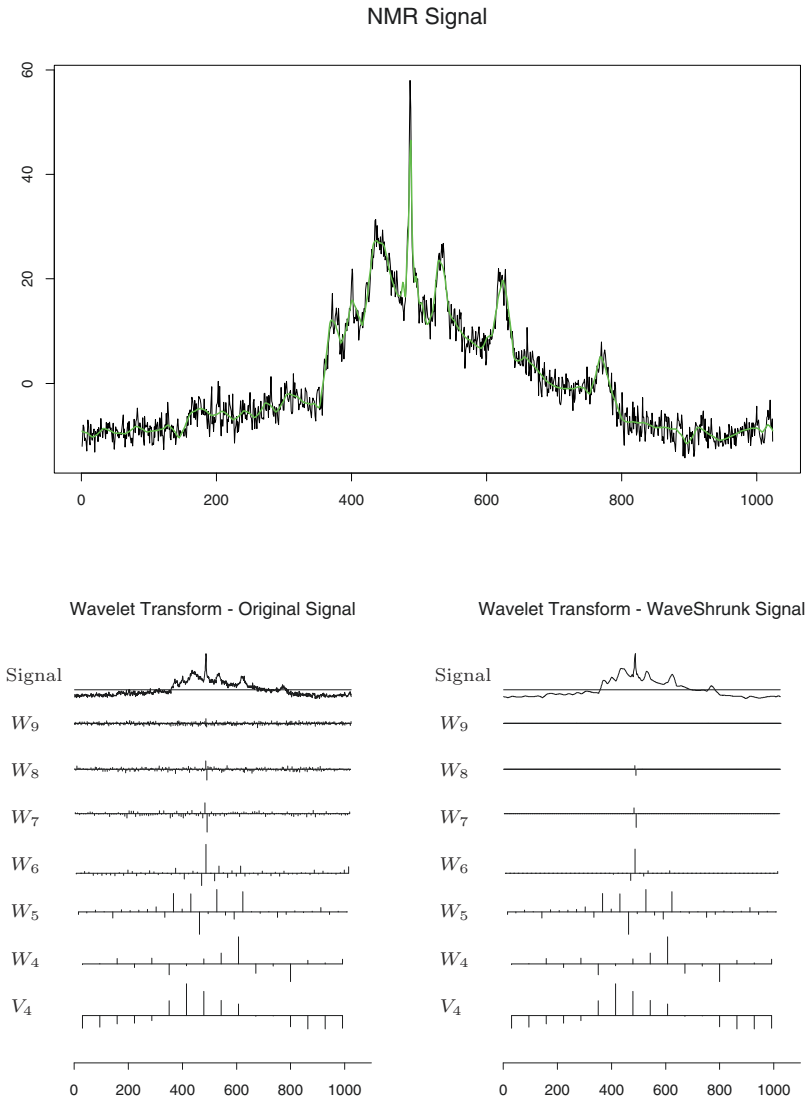 NMR Signal
60
40
20
0
0 200 400 600 800 1000
Wavelet Transform - Original Signal
Signal
W9
W8
W7
W6
W5
W4
V4
0 200 400 600 800 1000
Wavelet Transform - WaveShrunk Signal
Signal
W9
W8
W7
W6
W5
W4
V4
0 200 400 600 800 1000